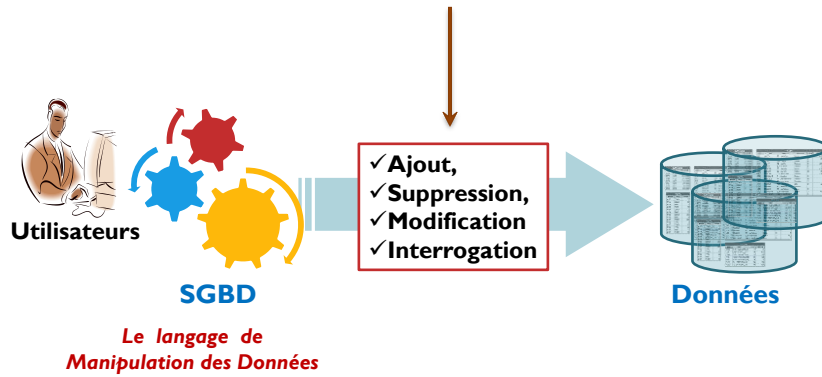 ✓Ajout,
✓Suppression,
✓Modification
✓Interrogation
Utilisateurs
SGBD
Données
Le langage de
Manipulation des Données